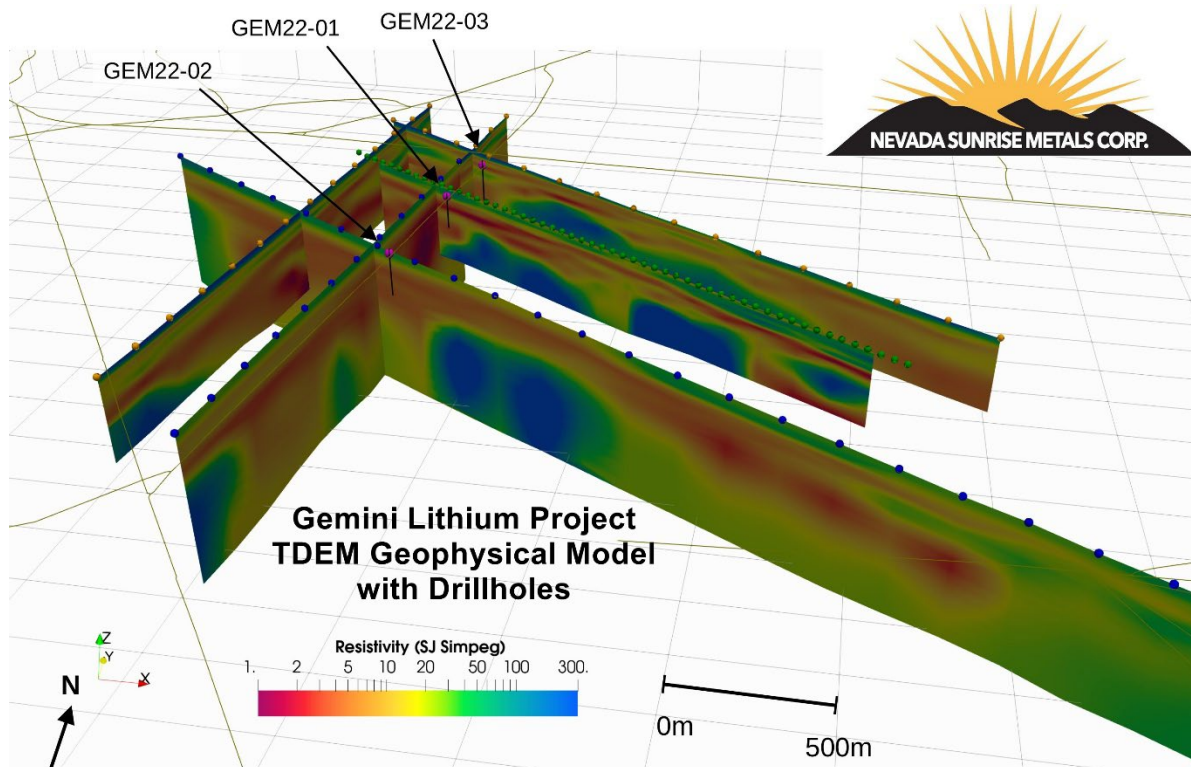 GEM22-03
GEM22-01
GEM22-02
NEVADA SUNRISE METALS CORP.
Gemini Lithium Project
TDEM Geophysical Model
with Drillholes
Resistivity (SJ Simpeg)
1. 2 5 10 20 50 100 300.
Z
Y
X
N
0m
500m